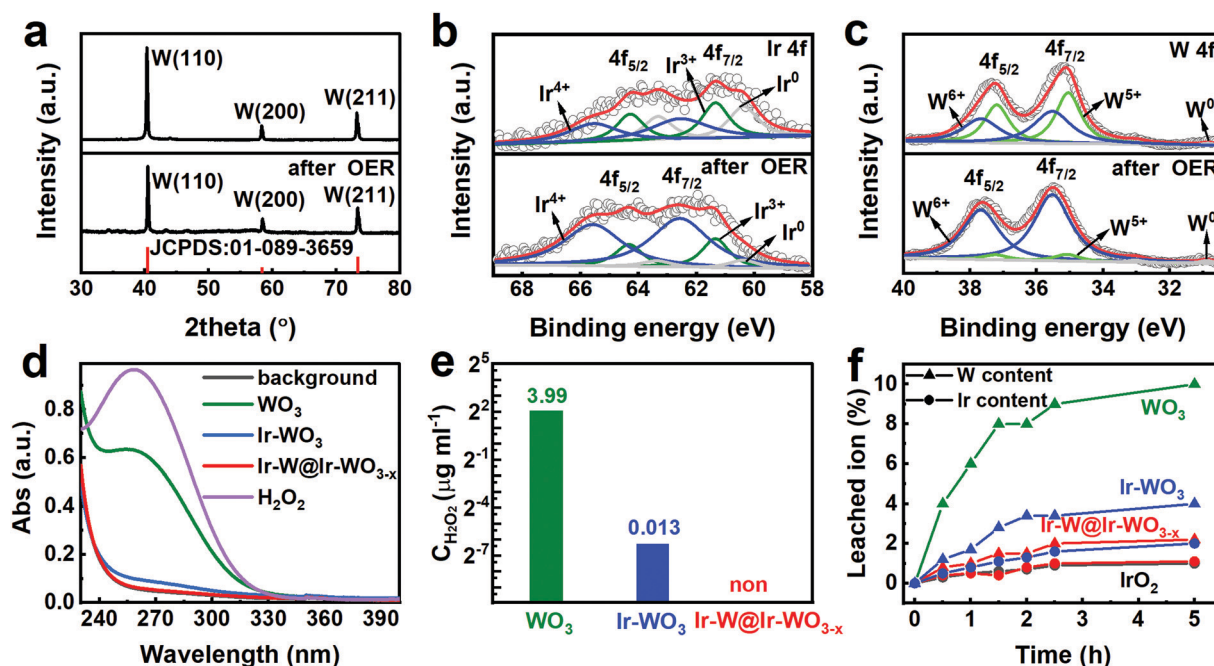 a
Intensity (a.u.)
W(110)
W(200)
W(211)
after OER
W(110)
W(200)
W(211)
JCPDS:01-089-3659
30 40 50 60 70 80
2theta (°)
b
Intensity (a.u.)
Ir 4f
4f5/2
Ir3+
4f7/2
Ir0
Ir4+
after OER
4f5/2
4f7/2
Ir4+
Ir3+
Ir0
68 66 64 62 60 58
Binding energy (eV)
c
Intensity (a.u.)
W 4f
4f5/2
4f7/2
W6+
W5+
W0
after OER
4f5/2
4f7/2
W6+
W5+
W0
40 38 36 34 32
Binding energy (eV)
d
Abs (a.u.)
0.8
0.6
0.4
0.2
0.0
background
WO3
Ir-WO3
Ir-W@Ir-WO3-x
H2O2
230 270 310 350 390
Wavelength (nm)
e
CH2O2 (μg ml-1)
2^5
2^2
2^-1
2^-4
2^-7
3.99
0.013
non
WO3
Ir-WO3
Ir-W@Ir-WO3-x
f
Leached ion (%)
10
8
6
4
2
0
W content
Ir content
WO3
Ir-WO3
Ir-W@Ir-WO3-x
IrO2
0 1 2 3 4 5
Time (h)